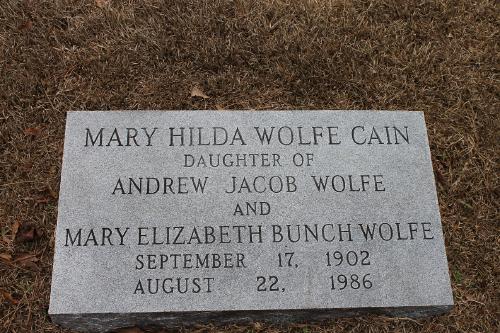 MARY HILDA WOLFE CAIN
DAUGHTER OF
ANDREW JACOB WOLFE
AND
MARY ELIZABETH BUNCH WOLFE
SEPTEMBER 17, 1902
AUGUST 22, 1986